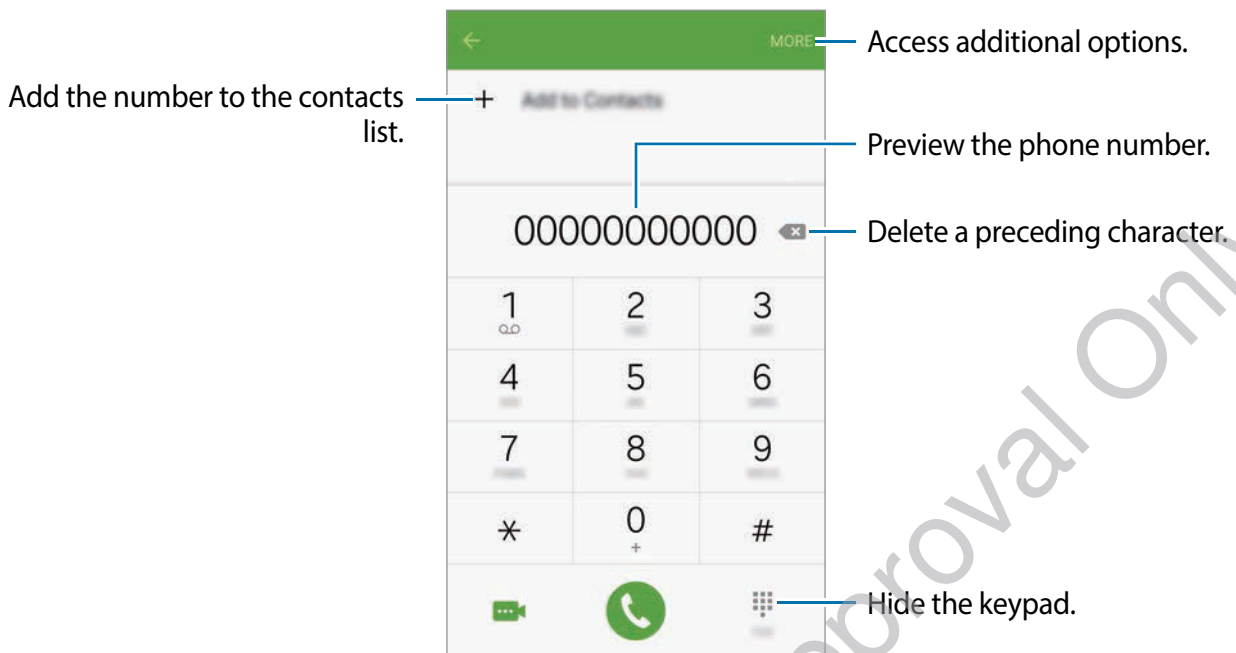 MORE
Access additional options.
Add the number to the contacts
list.
Add to Contacts
Preview the phone number.
00000000000
Delete a preceding character.
1 2 3
4 5 6
7 8 9
* 0 #
+
Hide the keypad.
Only